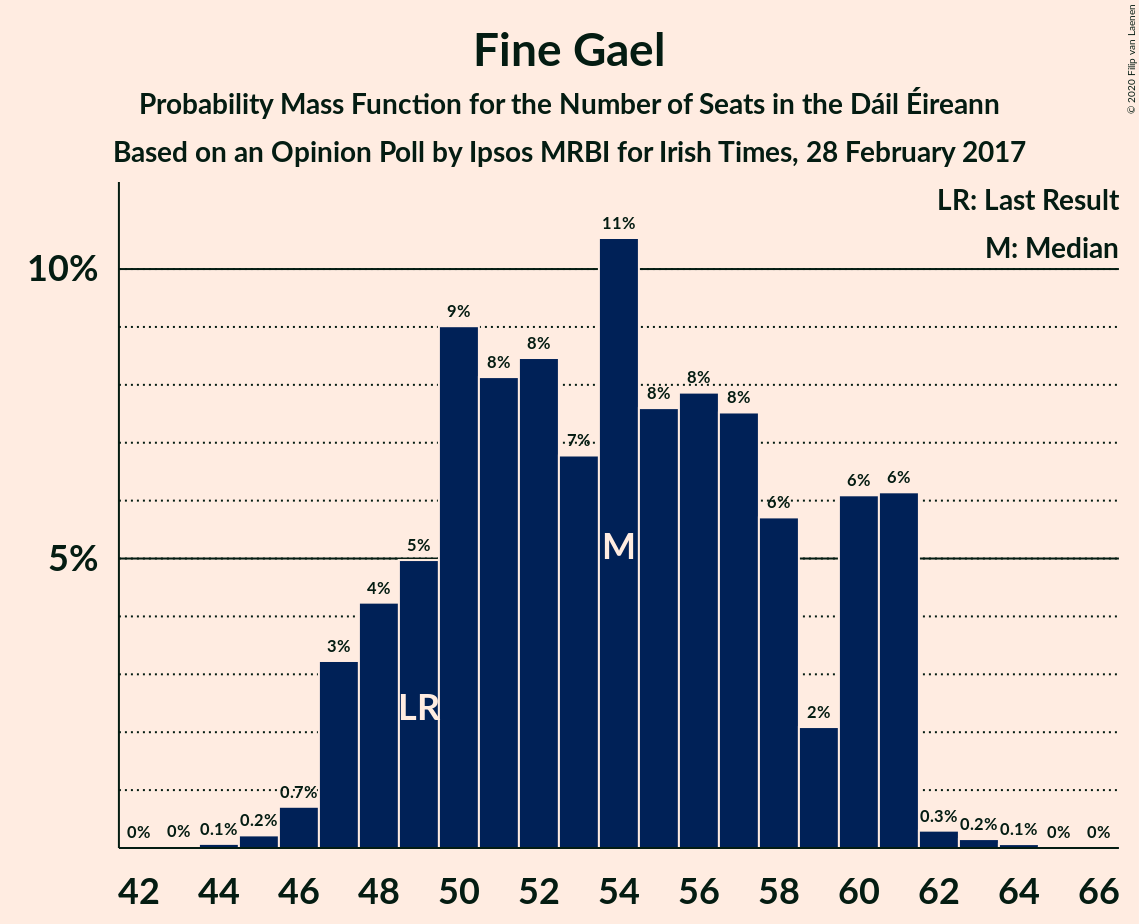 Fine Gael
Probability Mass Function for the Number of Seats in the Dáil Éireann
Based on an Opinion Poll by Ipsos MRBI for Irish Times, 28 February 2017
© 2020 Filip van Laenen
LR: Last Result
M: Median
10%
5%
0% 0% 0.1% 0.2% 0.7% 3% 4% 5% 9% 8% 8% 7% 11% 8% 8% 8% 6% 2% 6% 6% 0.3% 0.2% 0.1% 0% 0%
LR
M
42 44 46 48 50 52 54 56 58 60 62 64 66